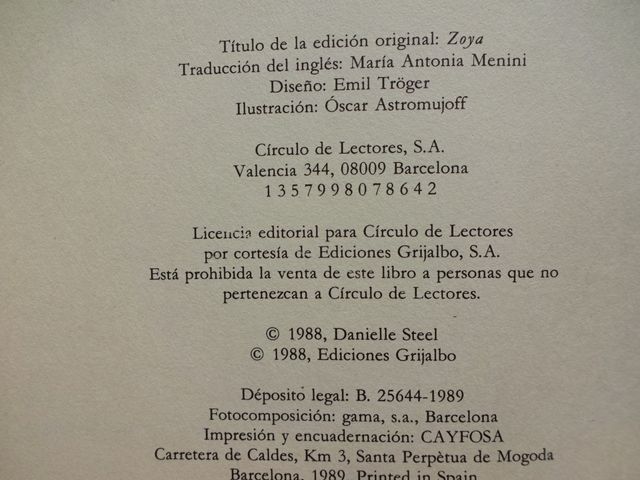 Título de la edición original: Zoya
Traducción del inglés: María Antonia Menini
Diseño: Emil Tröger
Ilustración: Óscar Astromujoff
Círculo de Lectores, S.A.
Valencia 344, 08009 Barcelona
1 3 5 7 9 9 8 0 7 8 6 4 2
Licencia editorial para Círculo de Lectores
por cortesía de Ediciones Grijalbo, S.A.
Está prohibida la venta de este libro a personas que no
pertenezcan a Círculo de Lectores.
© 1988, Danielle Steel
© 1988, Ediciones Grijalbo
Déposito legal: B. 25644-1989
Fotocomposición: gama, s.a., Barcelona
Impresión y encuadernación: CAYFOSA
Carretera de Caldes, Km 3, Santa Perpètua de Mogoda
Barcelona, 1989. Printed in Spain